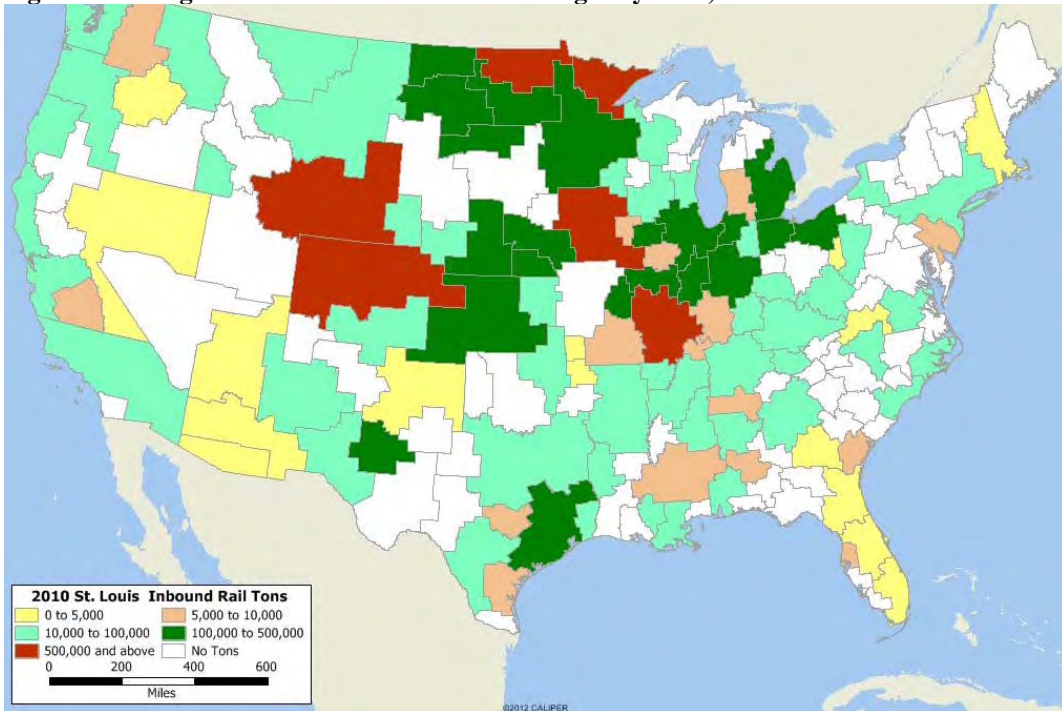 2010 St. Louis Inbound Rail Tons
0 to 5,000
5,000 to 10,000
10,000 to 100,000
100,000 to 500,000
500,000 and above
No Tons
0 200 400 600
Miles
©2012 CALIPER